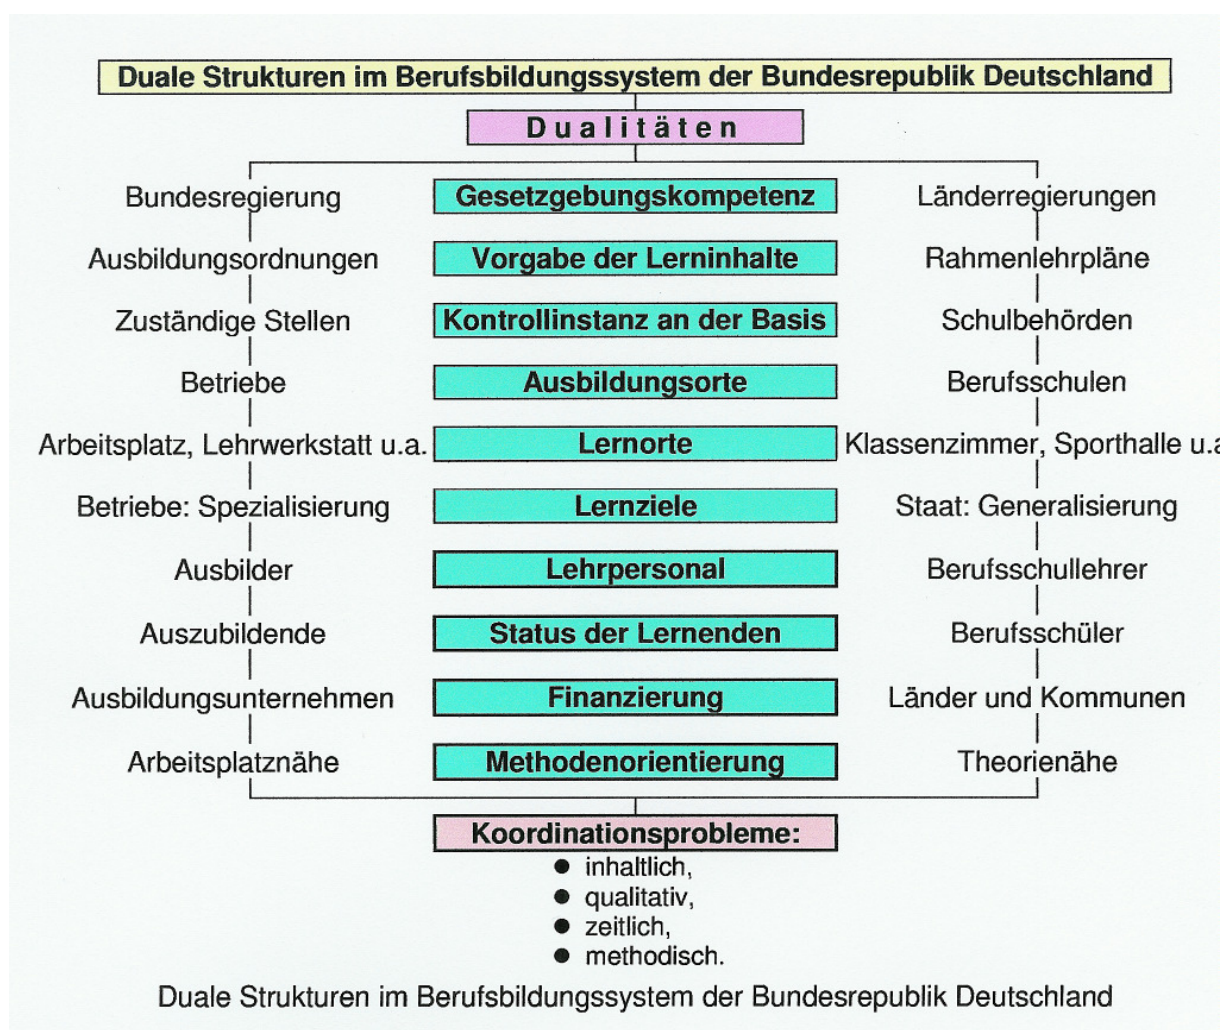 Duale Strukturen im Berufsbildungssystem der Bundesrepublik Deutschland
Dualitäten
Bundesregierung Gesetzgebungskompetenz Länderregierungen
Ausbildungsordnungen Vorgabe der Lerninhalte Rahmenlehrpläne
Zuständige Stellen Kontrollinstanz an der Basis Schulbehörden
Betriebe Ausbildungsorte Berufsschulen
Arbeitsplatz, Lehrwerkstatt u.a. Lernorte Klassenzimmer, Sporthalle u.a
Betriebe: Spezialisierung Lernziele Staat: Generalisierung
Ausbilder Lehrpersonal Berufsschullehrer
Auszubildende Status der Lernenden Berufsschüler
Ausbildungsunternehmen Finanzierung Länder und Kommunen
Arbeitsplatznähe Methodenorientierung Theorienähe
Koordinationsprobleme:
● inhaltlich,
● qualitativ,
● zeitlich,
● methodisch.
Duale Strukturen im Berufsbildungssystem der Bundesrepublik Deutschland